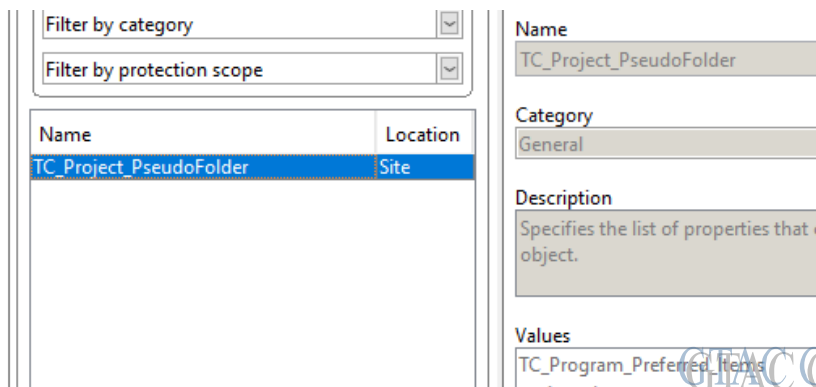 Filter by category
Filter by protection scope
Name Location
TC_Project_PseudoFolder Site
Name
TC_Project_PseudoFolder
Category
General
Description
Specifies the list of properties that
object.
Values
TC_Program_Preferred_Items
GTAC